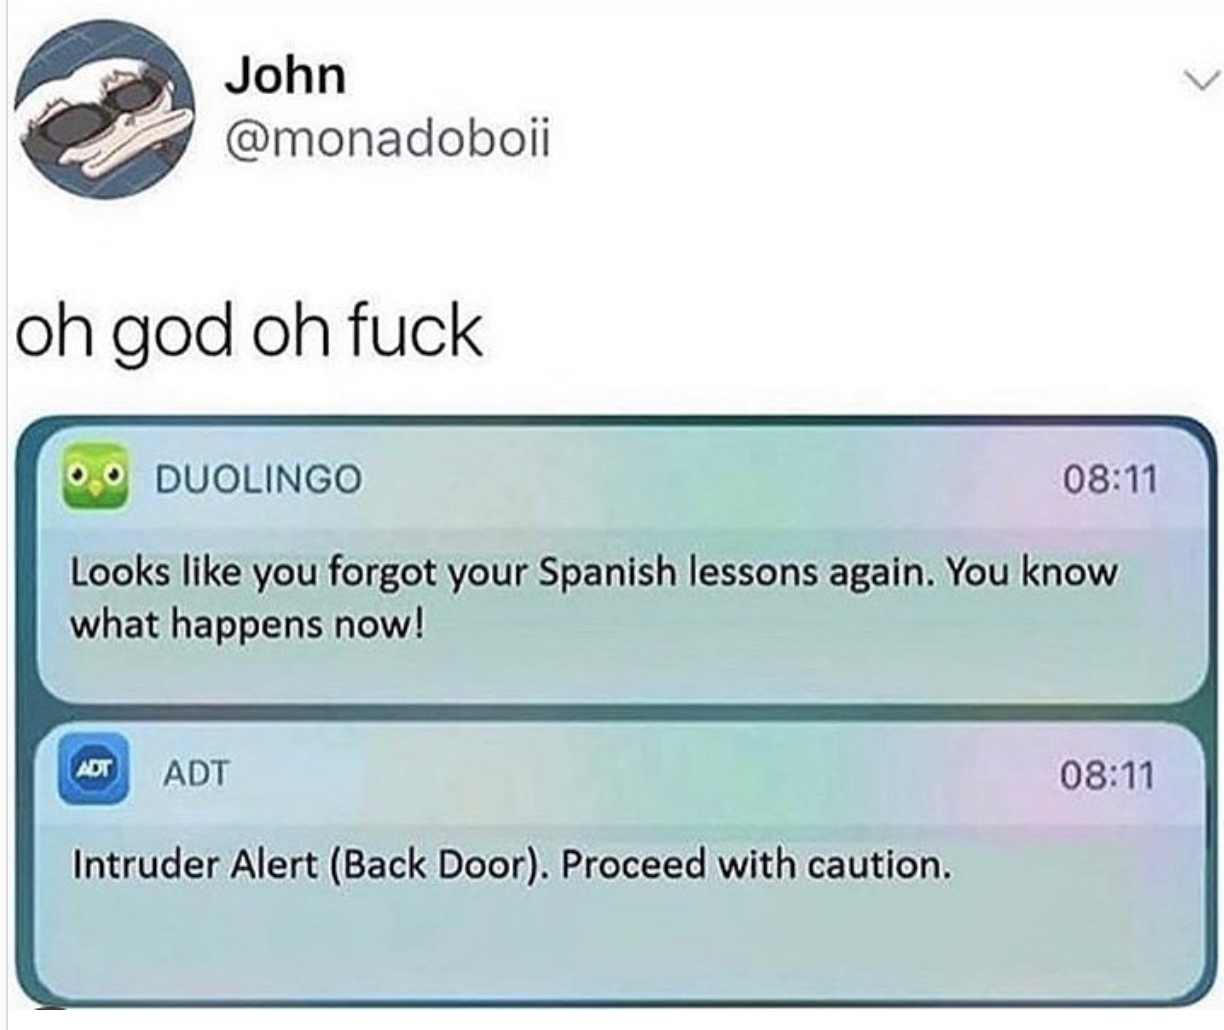 John
@monadoboii
oh god oh fuck
DUOLINGO
08:11
Looks like you forgot your Spanish lessons again. You know
what happens now!
ADT
ADT
08:11
Intruder Alert (Back Door). Proceed with caution.